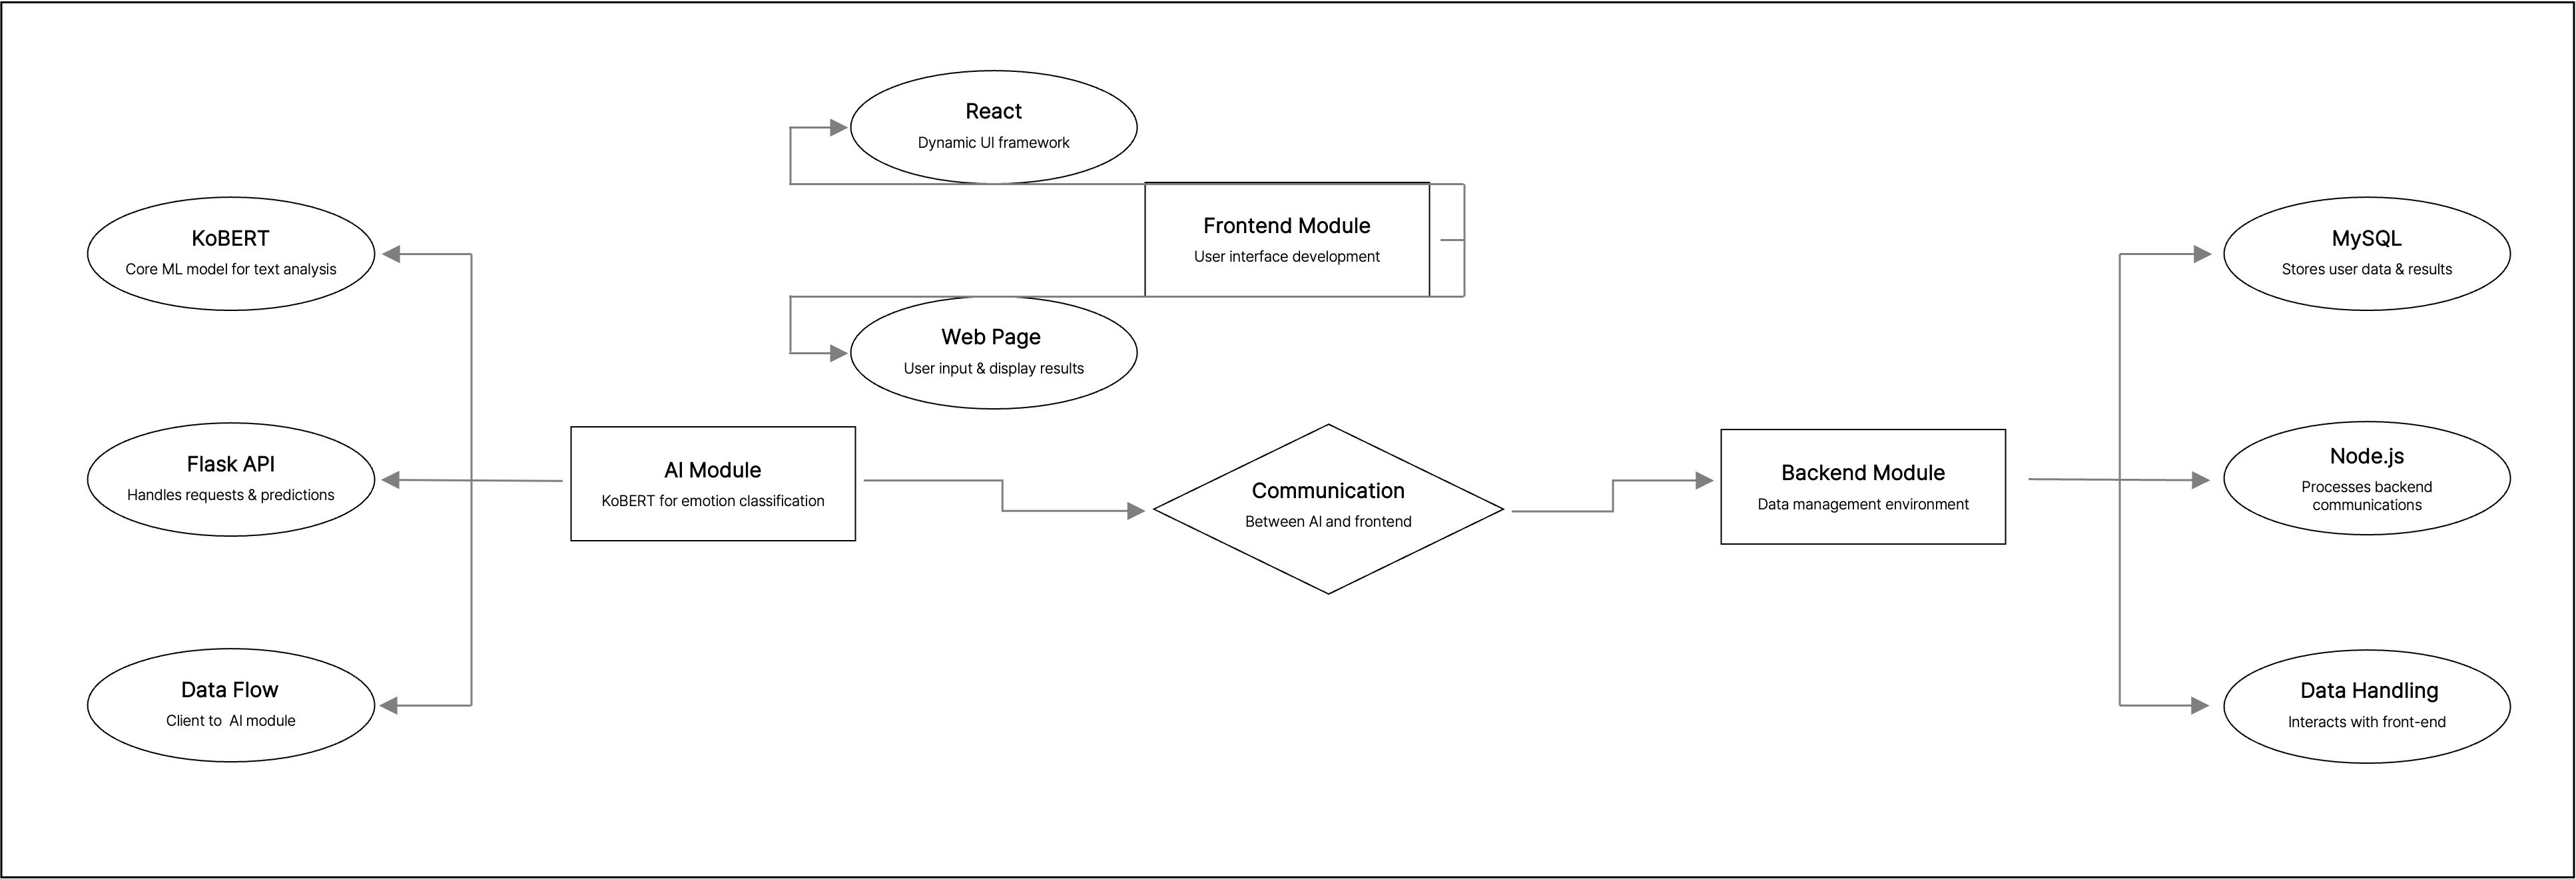 React
Dynamic UI framework
Frontend Module
User interface development
KoBERT
Core ML model for text analysis
MySQL
Stores user data & results
Web Page
User input & display results
Flask API
Handles requests & predictions
AI Module
KoBERT for emotion classification
Communication
Between AI and frontend
Backend Module
Data management environment
Node.js
Processes backend
communications
Data Flow
Client to  AI module
Data Handling
Interacts with front-end